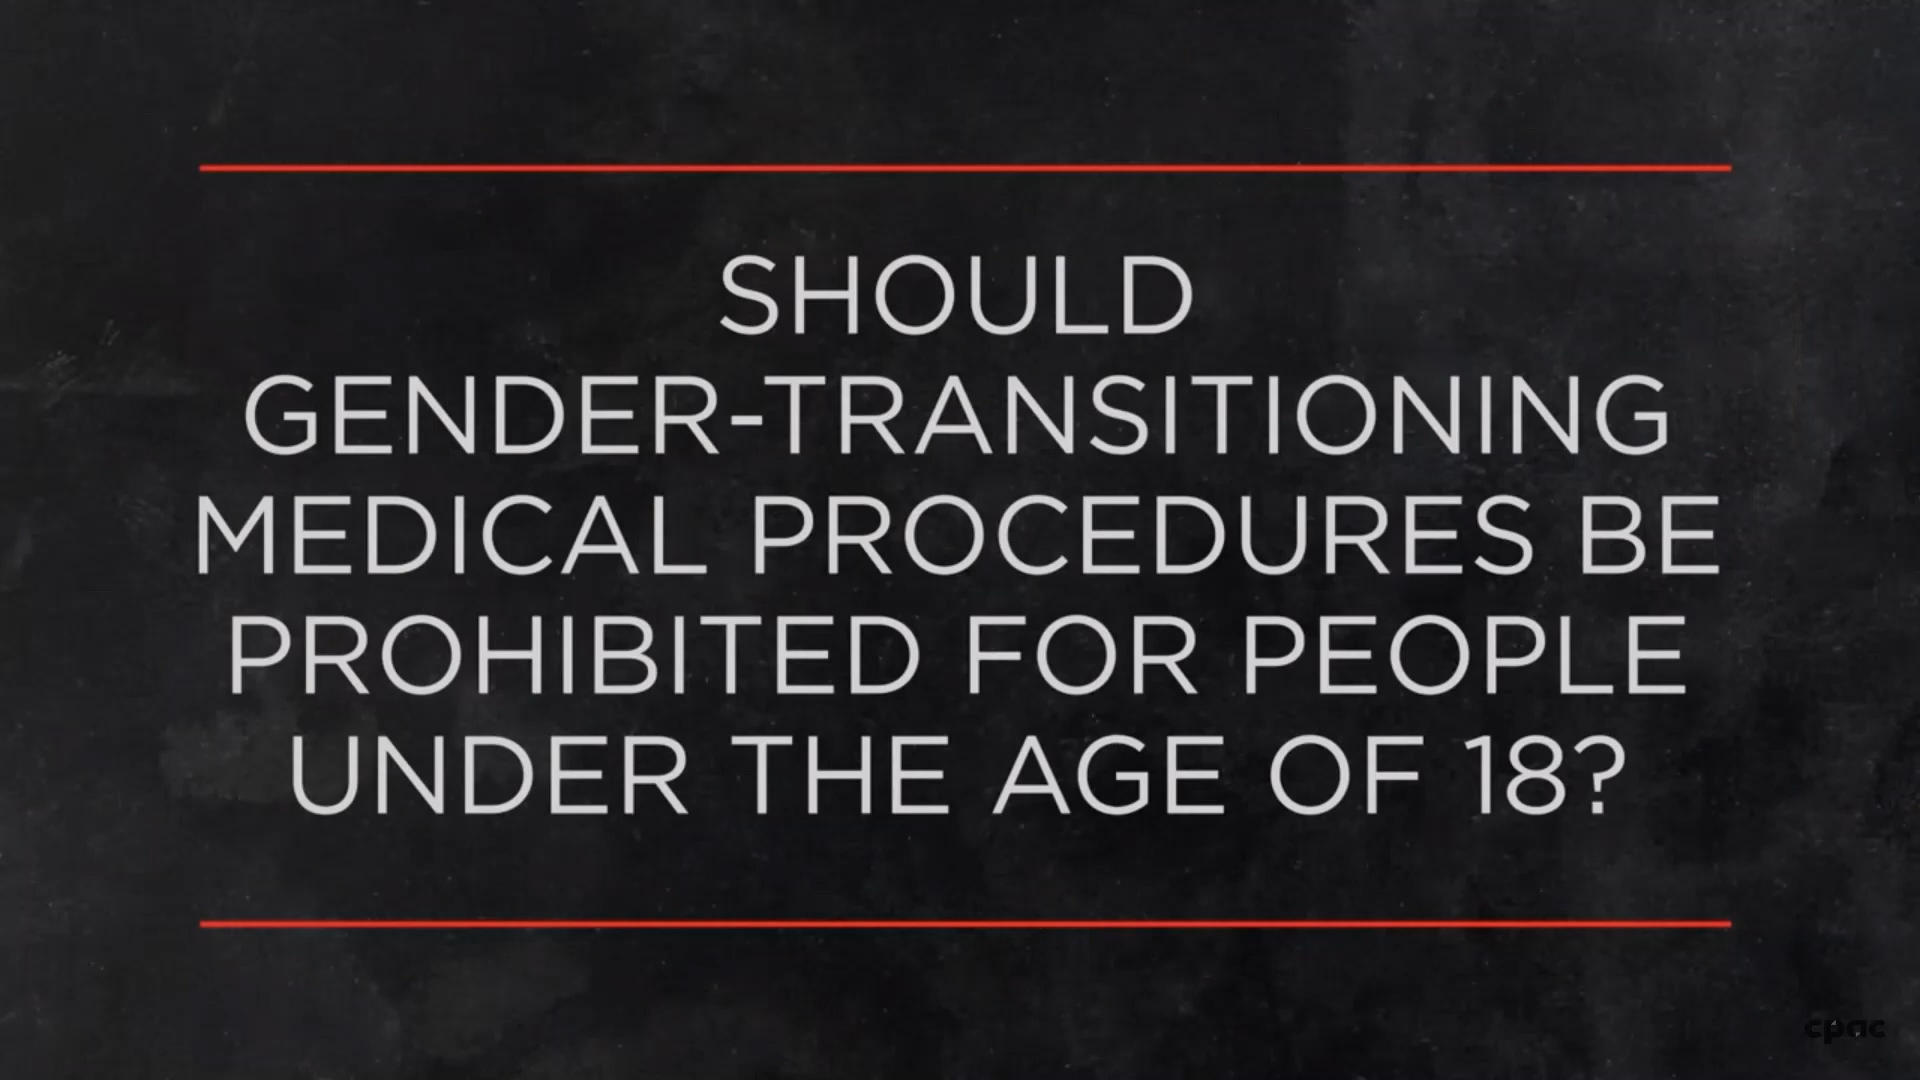 SHOULD
GENDER-TRANSITIONING
MEDICAL PROCEDURES BE
PROHIBITED FOR PEOPLE
UNDER THE AGE OF 18?
cpac